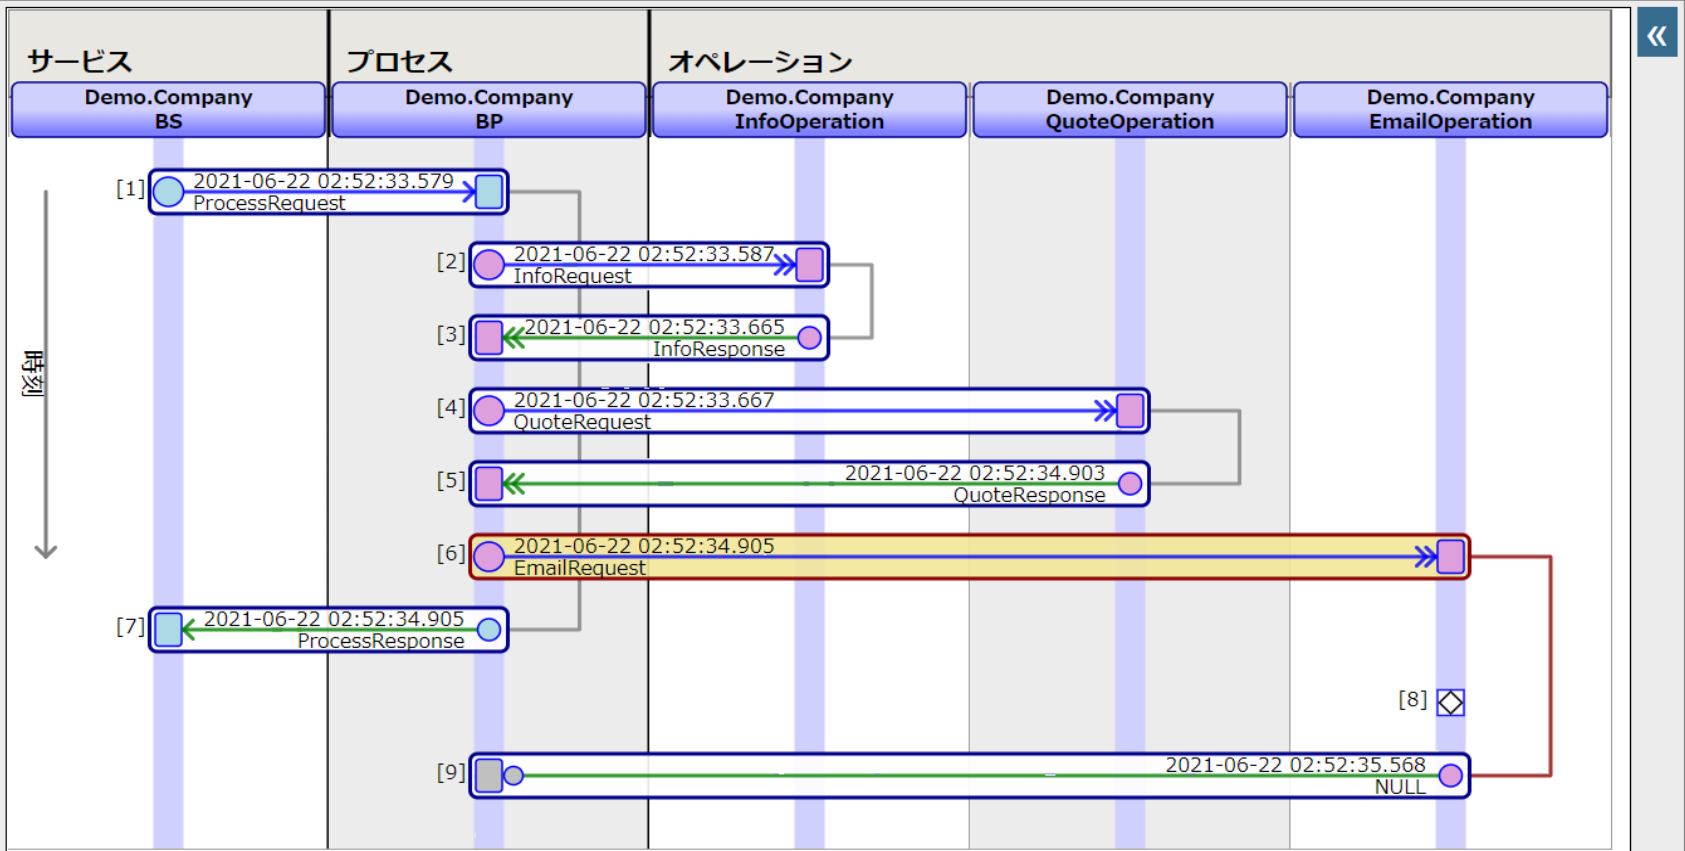 «
サービス
プロセス
オペレーション
Demo.Company
BS
Demo.Company
BP
Demo.Company
InfoOperation
Demo.Company
QuoteOperation
Demo.Company
EmailOperation
時刻
[1]
2021-06-22 02:52:33.579
ProcessRequest
[2]
2021-06-22 02:52:33.587
InfoRequest
[3]
2021-06-22 02:52:33.665
InfoResponse
[4]
2021-06-22 02:52:33.667
QuoteRequest
[5]
2021-06-22 02:52:34.903
QuoteResponse
[6]
2021-06-22 02:52:34.905
EmailRequest
[7]
2021-06-22 02:52:34.905
ProcessResponse
[8]
[9]
2021-06-22 02:52:35.568
NULL